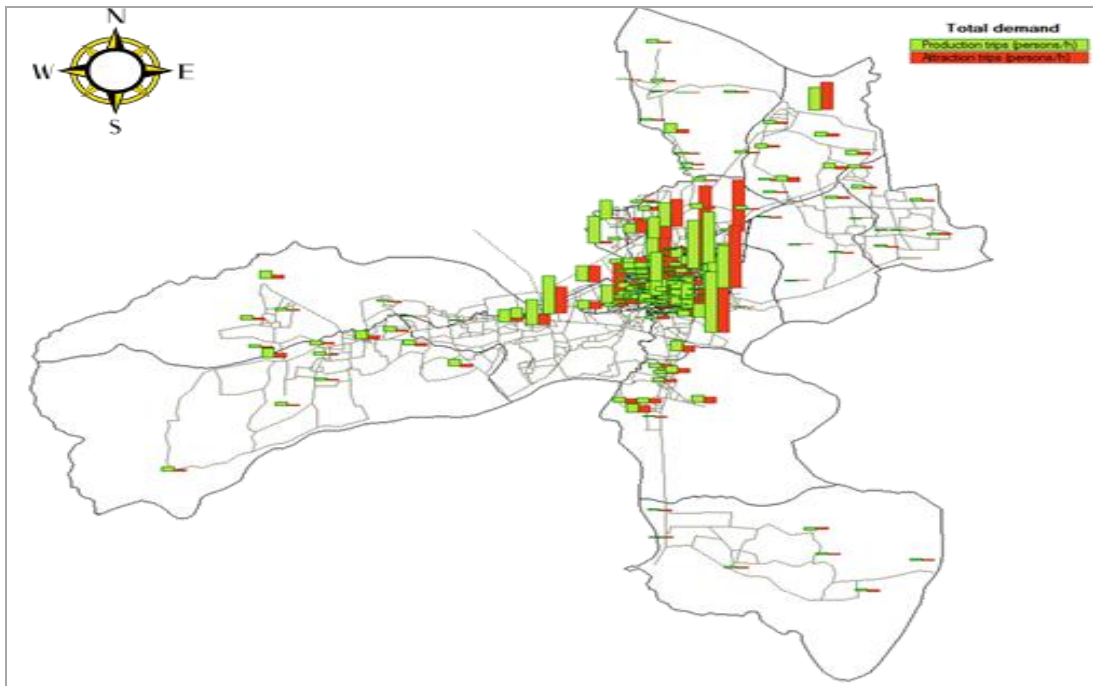 N
W E
S
Total demand
Production trips (persons/h)
Attraction trips (persons/h)